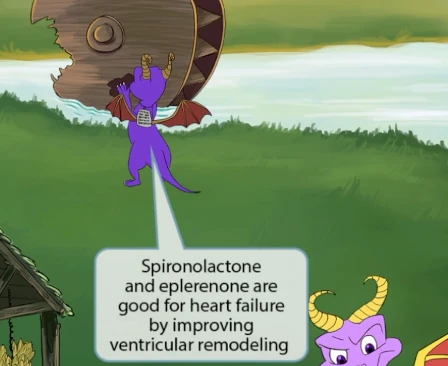 Spironolactone
and eplerenone are
good for heart failure
by improving
ventricular remodeling